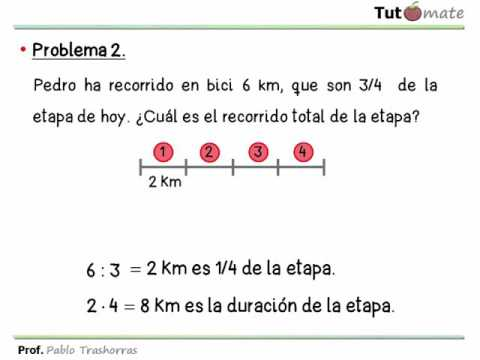 Tutomate
• Problema 2.
Pedro ha recorrido en bici 6 km, que son 3/4 de la
etapa de hoy. ¿Cuál es el recorrido total de la etapa?
1 2 3 4
2 Km
6 : 3 = 2 Km es 1/4 de la etapa.
2 · 4 = 8 Km es la duración de la etapa.
Prof. Pablo Trashorras